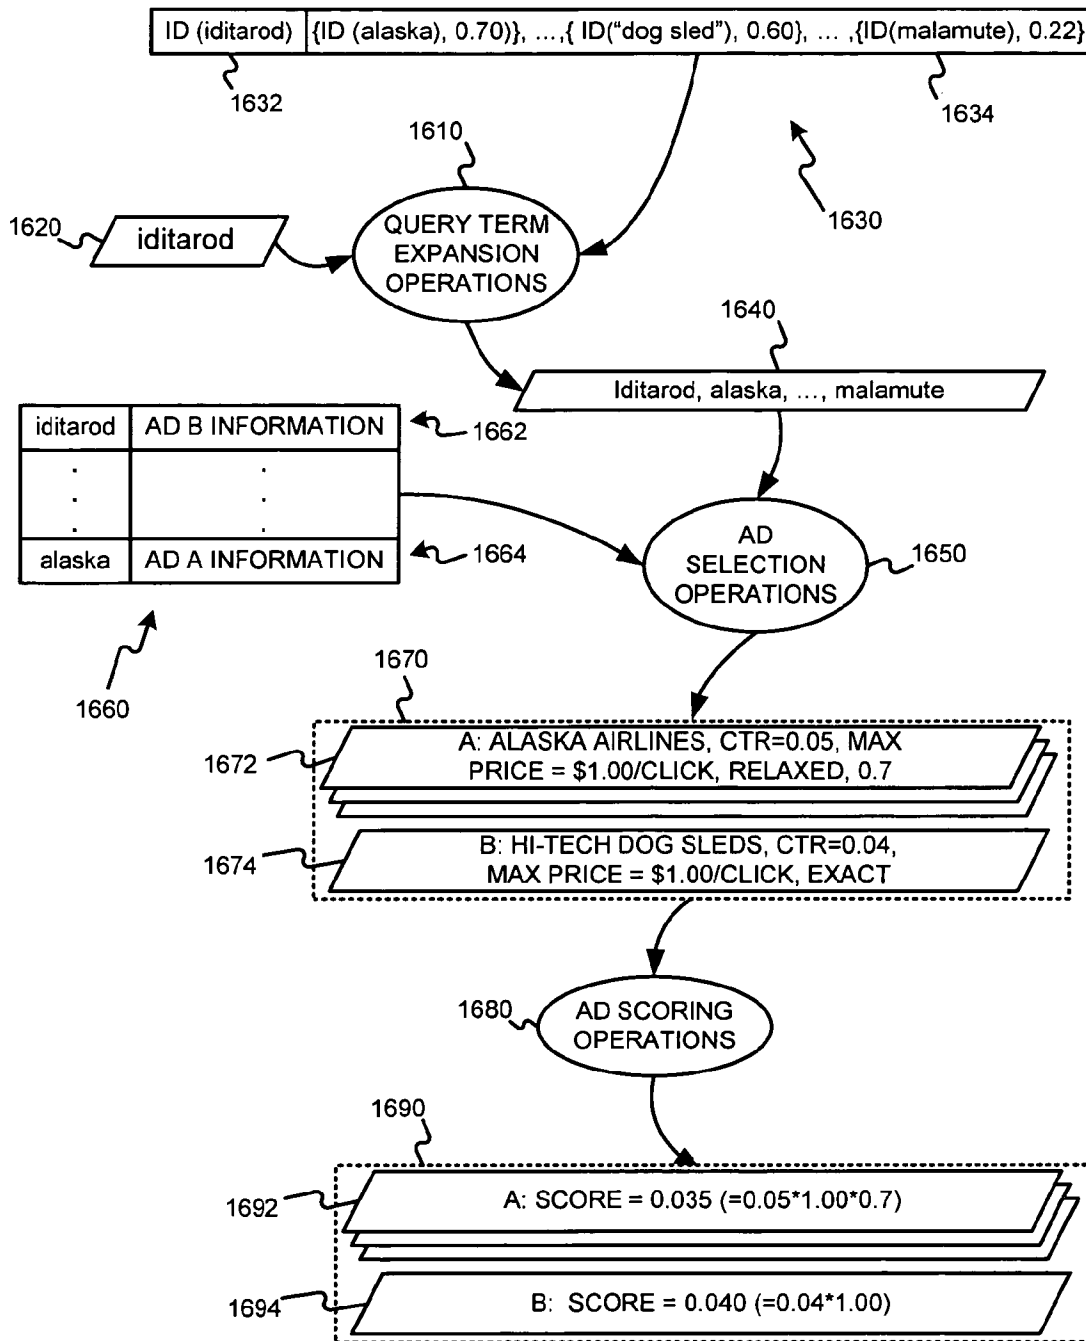 ID (iditarod) {ID (alaska), 0.70)}, ...,{ ID("dog sled"), 0.60}, ... ,{ID(malamute), 0.22}
1632
1634
1610
1630
1620
iditarod
QUERY TERM
EXPANSION
OPERATIONS
1640
Iditarod, alaska, ..., malamute
iditarod AD B INFORMATION
1662
. .
. .
. .
alaska AD A INFORMATION
1664
1660
AD
SELECTION
OPERATIONS
1650
1670
1672
A: ALASKA AIRLINES, CTR=0.05, MAX
PRICE = $1.00/CLICK, RELAXED, 0.7
1674
B: HI-TECH DOG SLEDS, CTR=0.04,
MAX PRICE = $1.00/CLICK, EXACT
1680
AD SCORING
OPERATIONS
1690
1692
A: SCORE = 0.035 (=0.05*1.00*0.7)
1694
B: SCORE = 0.040 (=0.04*1.00)